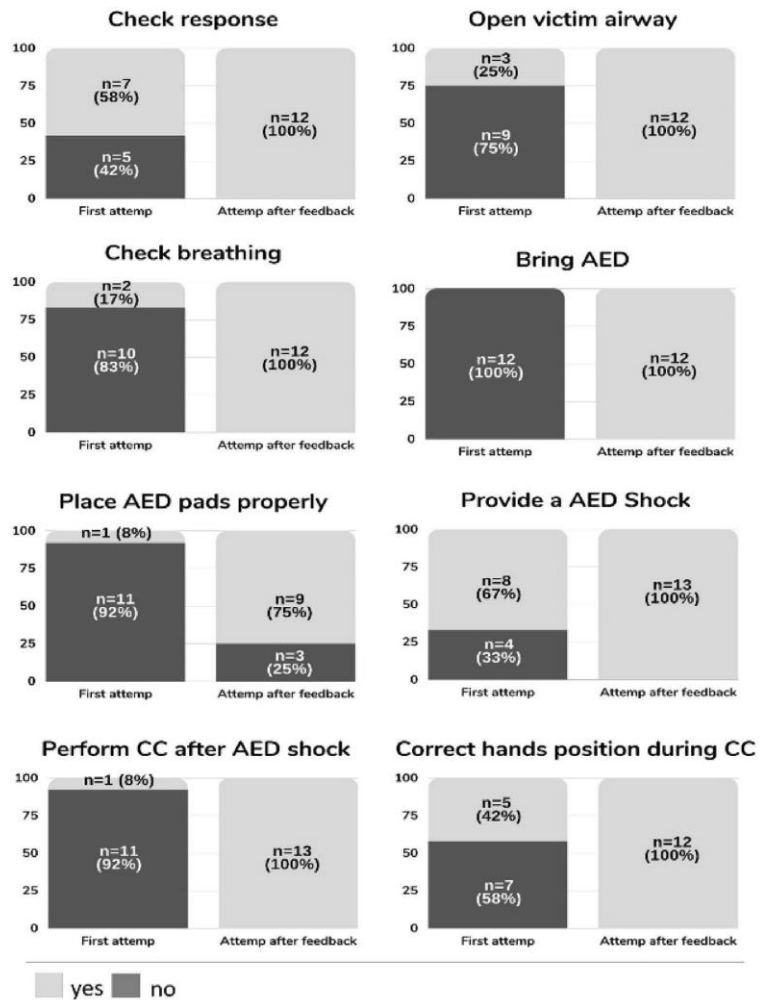 Check response
100
75
50
25
0
n=7
(58%)
n=5
(42%)
n=12
(100%)
First attemp
Attemp after feedback
Open victim airway
100
75
50
25
0
n=3
(25%)
n=9
(75%)
n=12
(100%)
First attemp
Attemp after feedback
Check breathing
100
75
50
25
0
n=2
(17%)
n=10
(83%)
n=12
(100%)
First attemp
Attemp after feedback
Bring AED
100
75
50
25
0
n=12
(100%)
n=12
(100%)
First attemp
Attemp after feedback
Place AED pads properly
100
75
50
25
0
n=1 (8%)
n=11
(92%)
n=9
(75%)
n=3
(25%)
First attemp
Attemp after feedback
Provide a AED Shock
100
75
50
25
0
n=8
(67%)
n=4
(33%)
n=13
(100%)
First attemp
Attemp after feedback
Perform CC after AED shock
100
75
50
25
0
n=1 (8%)
n=11
(92%)
n=13
(100%)
First attemp
Attemp after feedback
Correct hands position during CC
100
75
50
25
0
n=5
(42%)
n=7
(58%)
n=12
(100%)
First attemp
Attemp after feedback
yes no